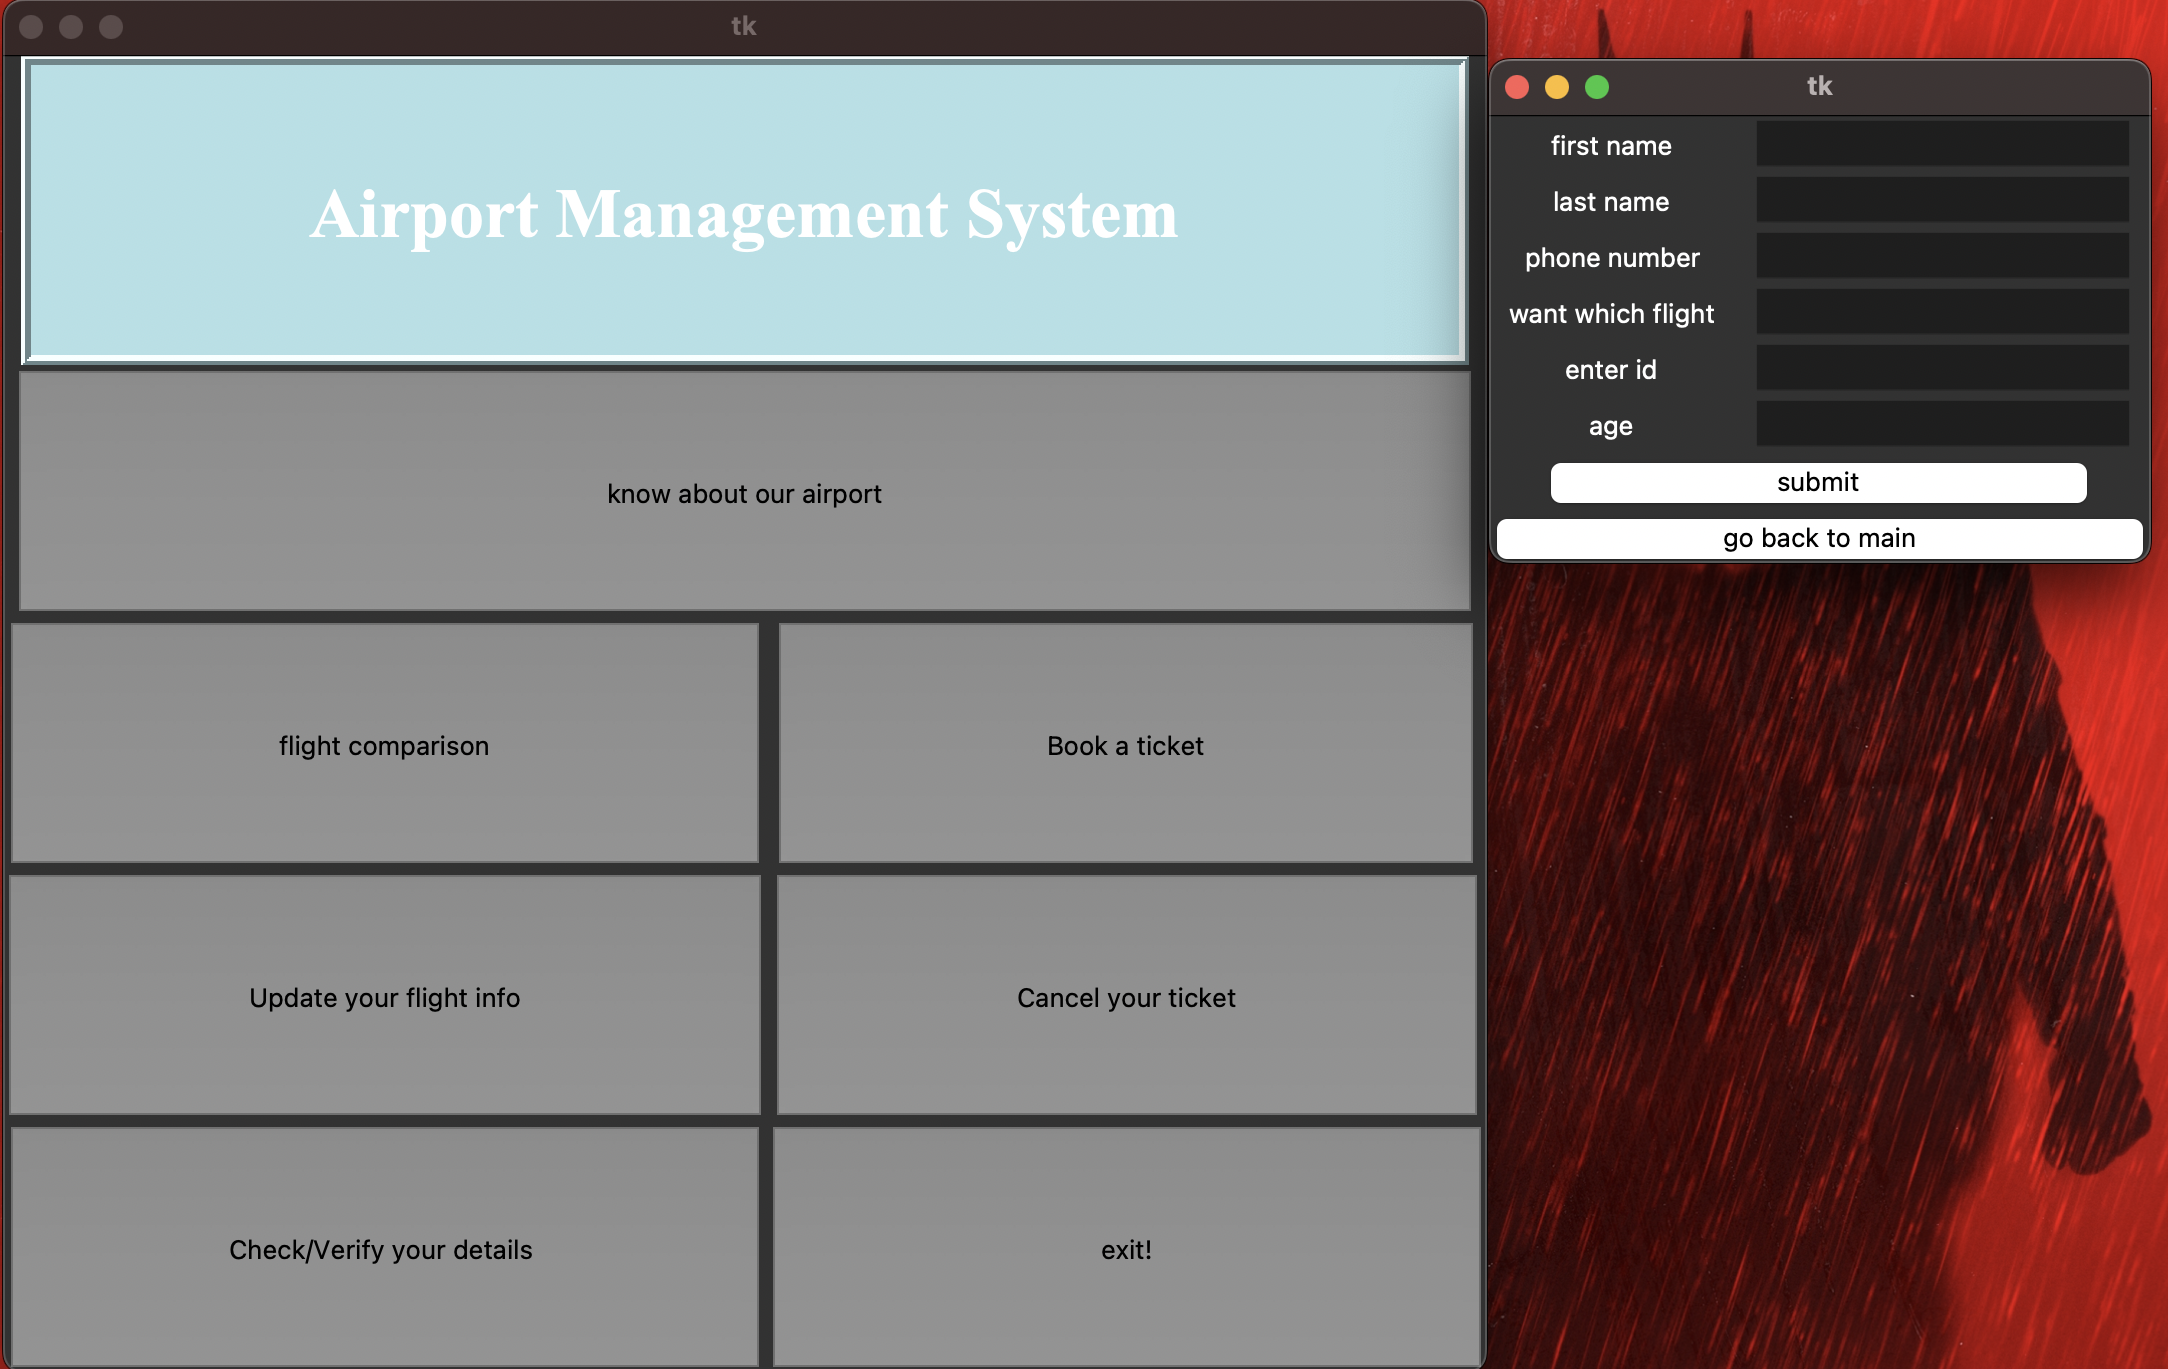 tk
Airport Management System
know about our airport
flight comparison
Book a ticket
Update your flight info
Cancel your ticket
Check/Verify your details
exit!
tk
first name
last name
phone number
want which flight
enter id
age
submit
go back to main